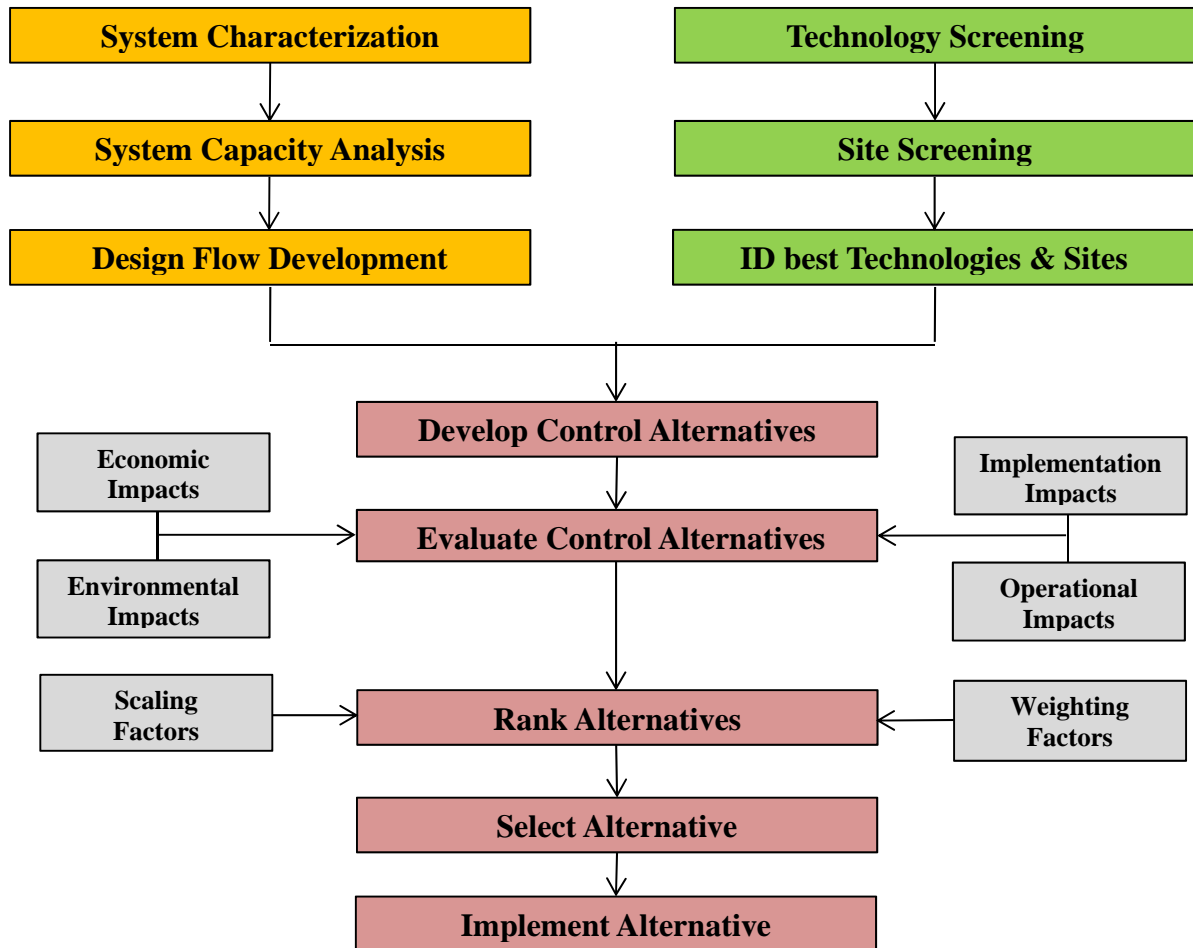 System Characterization
Technology Screening
System Capacity Analysis
Site Screening
Design Flow Development
ID best Technologies & Sites
Develop Control Alternatives
Economic
Impacts
Implementation
Impacts
Evaluate Control Alternatives
Environmental
Impacts
Operational
Impacts
Scaling
Factors
Rank Alternatives
Weighting
Factors
Select Alternative
Implement Alternative